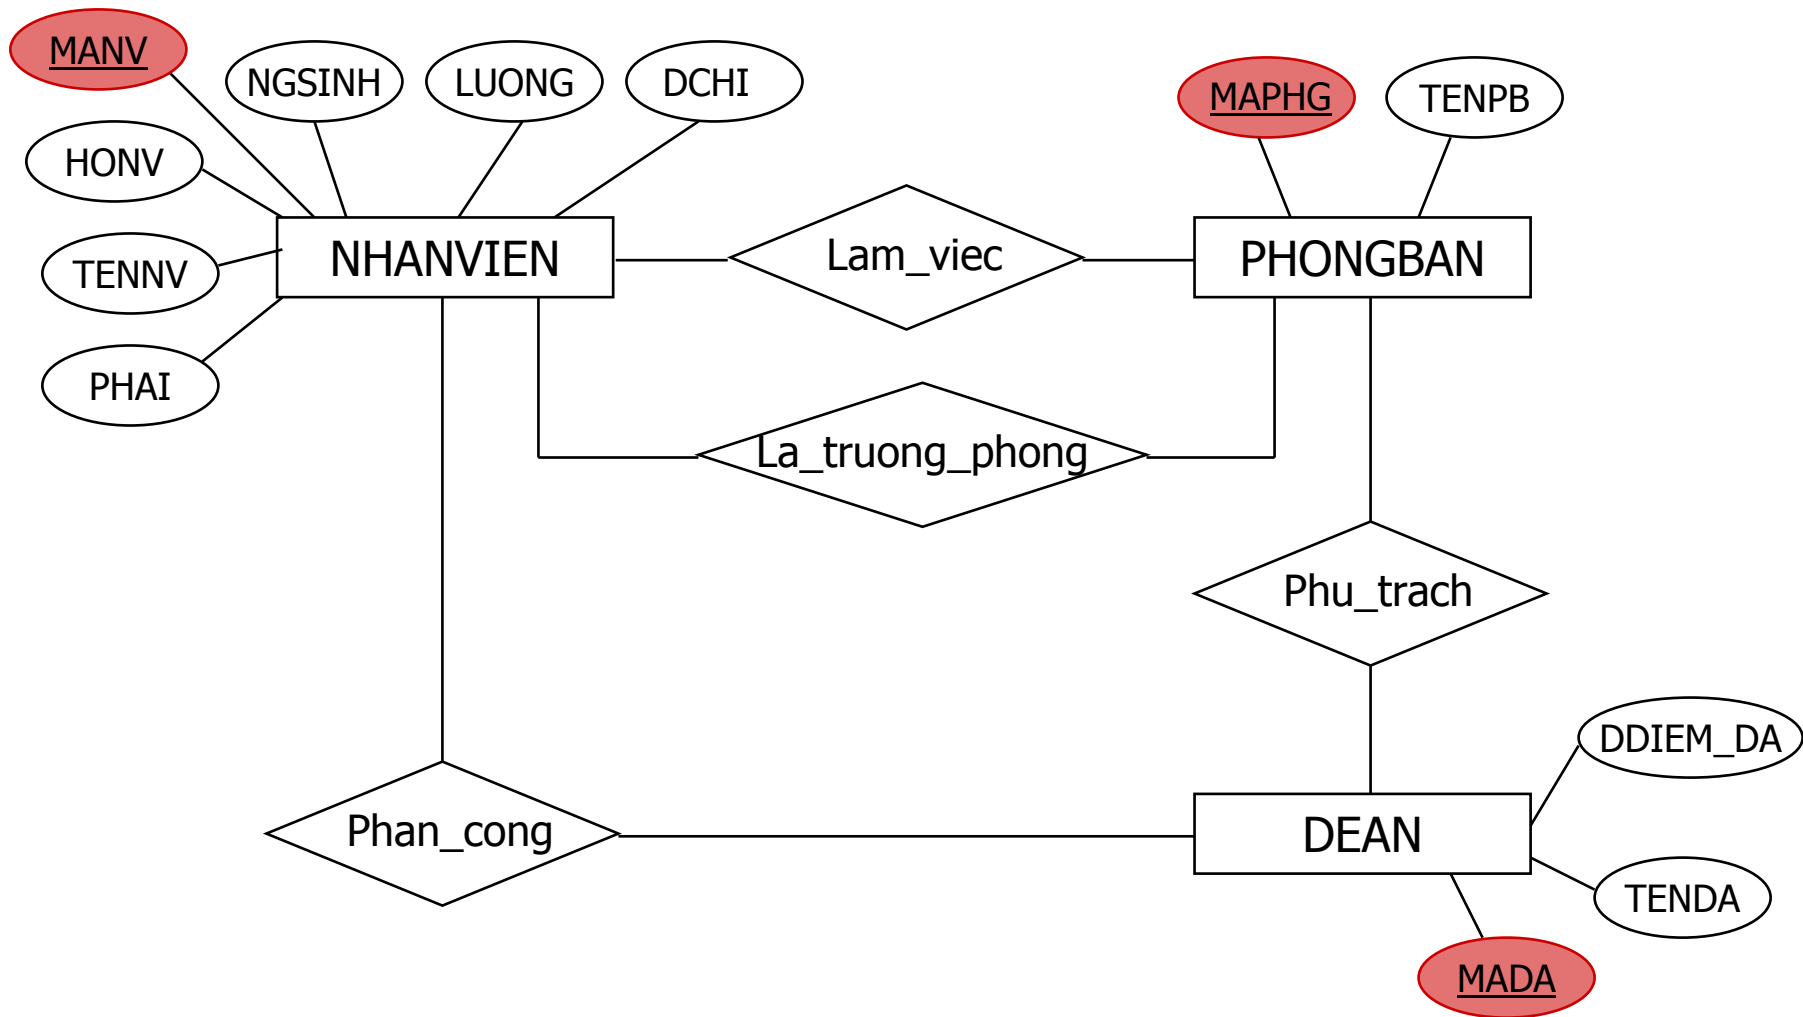 MANV
NGSINH
LUONG
DCHI
MAPHG
TENPB
HONV
TENNV
PHAI
NHANVIEN
Lam_viec
PHONGBAN
La_truong_phong
Phu_trach
Phan_cong
DEAN
DDIEM_DA
TENDA
MADA